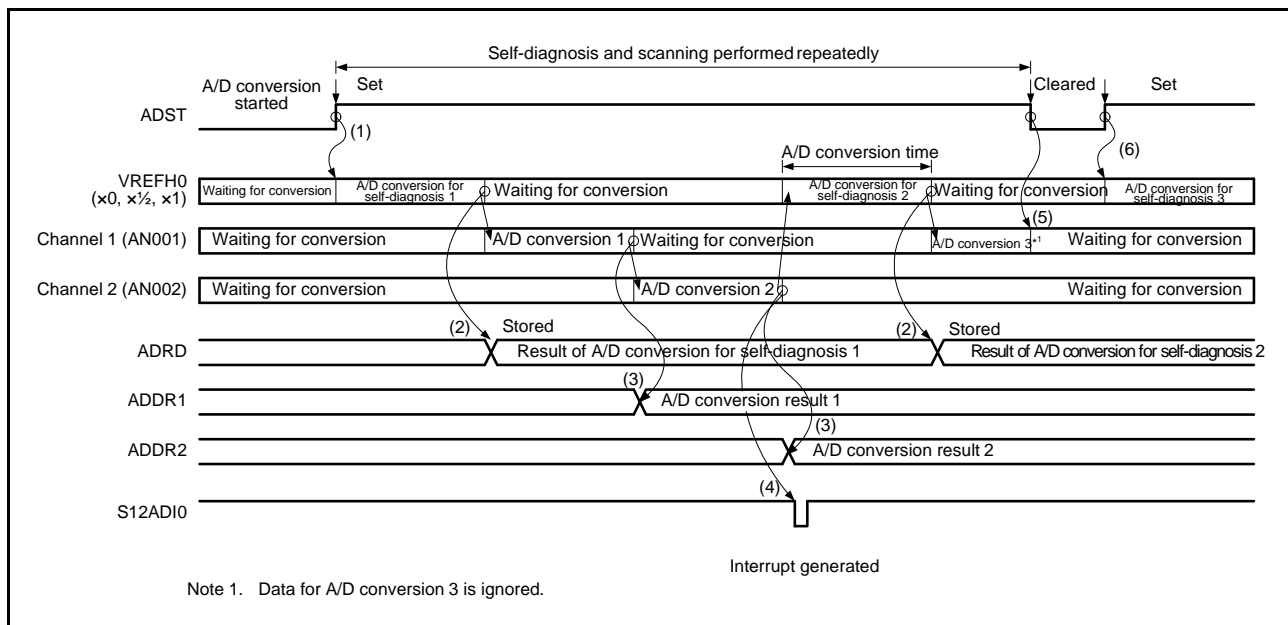 Self-diagnosis and scanning performed repeatedly
A/D conversion
started
Set
Cleared
Set
ADST
(1)
A/D conversion time
(6)
VREFH0
(×0, ×½, ×1)
Waiting for conversion
A/D conversion for
self-diagnosis 1
Waiting for conversion
A/D conversion for
self-diagnosis 2
Waiting for conversion
A/D conversion for
self-diagnosis 3
(5)
Channel 1 (AN001)
Waiting for conversion
A/D conversion 1
Waiting for conversion
A/D conversion 3*1
Waiting for conversion
Channel 2 (AN002)
Waiting for conversion
A/D conversion 2
Waiting for conversion
(2)
Stored
(2)
Stored
ADRD
Result of A/D conversion for self-diagnosis 1
Result of A/D conversion for self-diagnosis 2
(3)
ADDR1
A/D conversion result 1
(3)
ADDR2
A/D conversion result 2
(4)
S12ADI0
Interrupt generated
Note 1. Data for A/D conversion 3 is ignored.